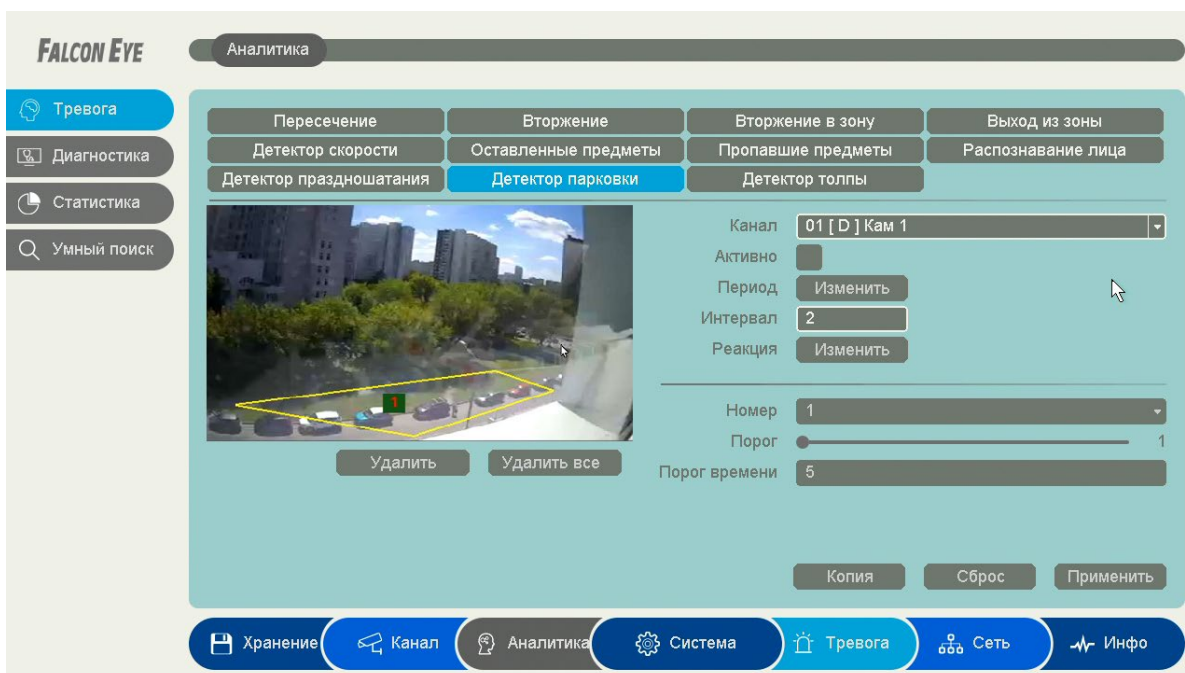 FALCON EYE
Аналитика
Тревога
Диагностика
Статистика
Умный поиск
Пересечение Вторжение Вторжение в зону Выход из зоны
Детектор скорости Оставленные предметы Пропавшие предметы Распознавание лица
Детектор праздношатания Детектор парковки Детектор толпы
Канал 01 [ D ] Кам 1
Активно
Период Изменить
Интервал 2
Реакция Изменить
1
Номер 1
Порог 1
Порог времени 5
Удалить Удалить все
Копия Сброс Применить
Хранение Канал Аналитика Система Тревога Сеть Инфо